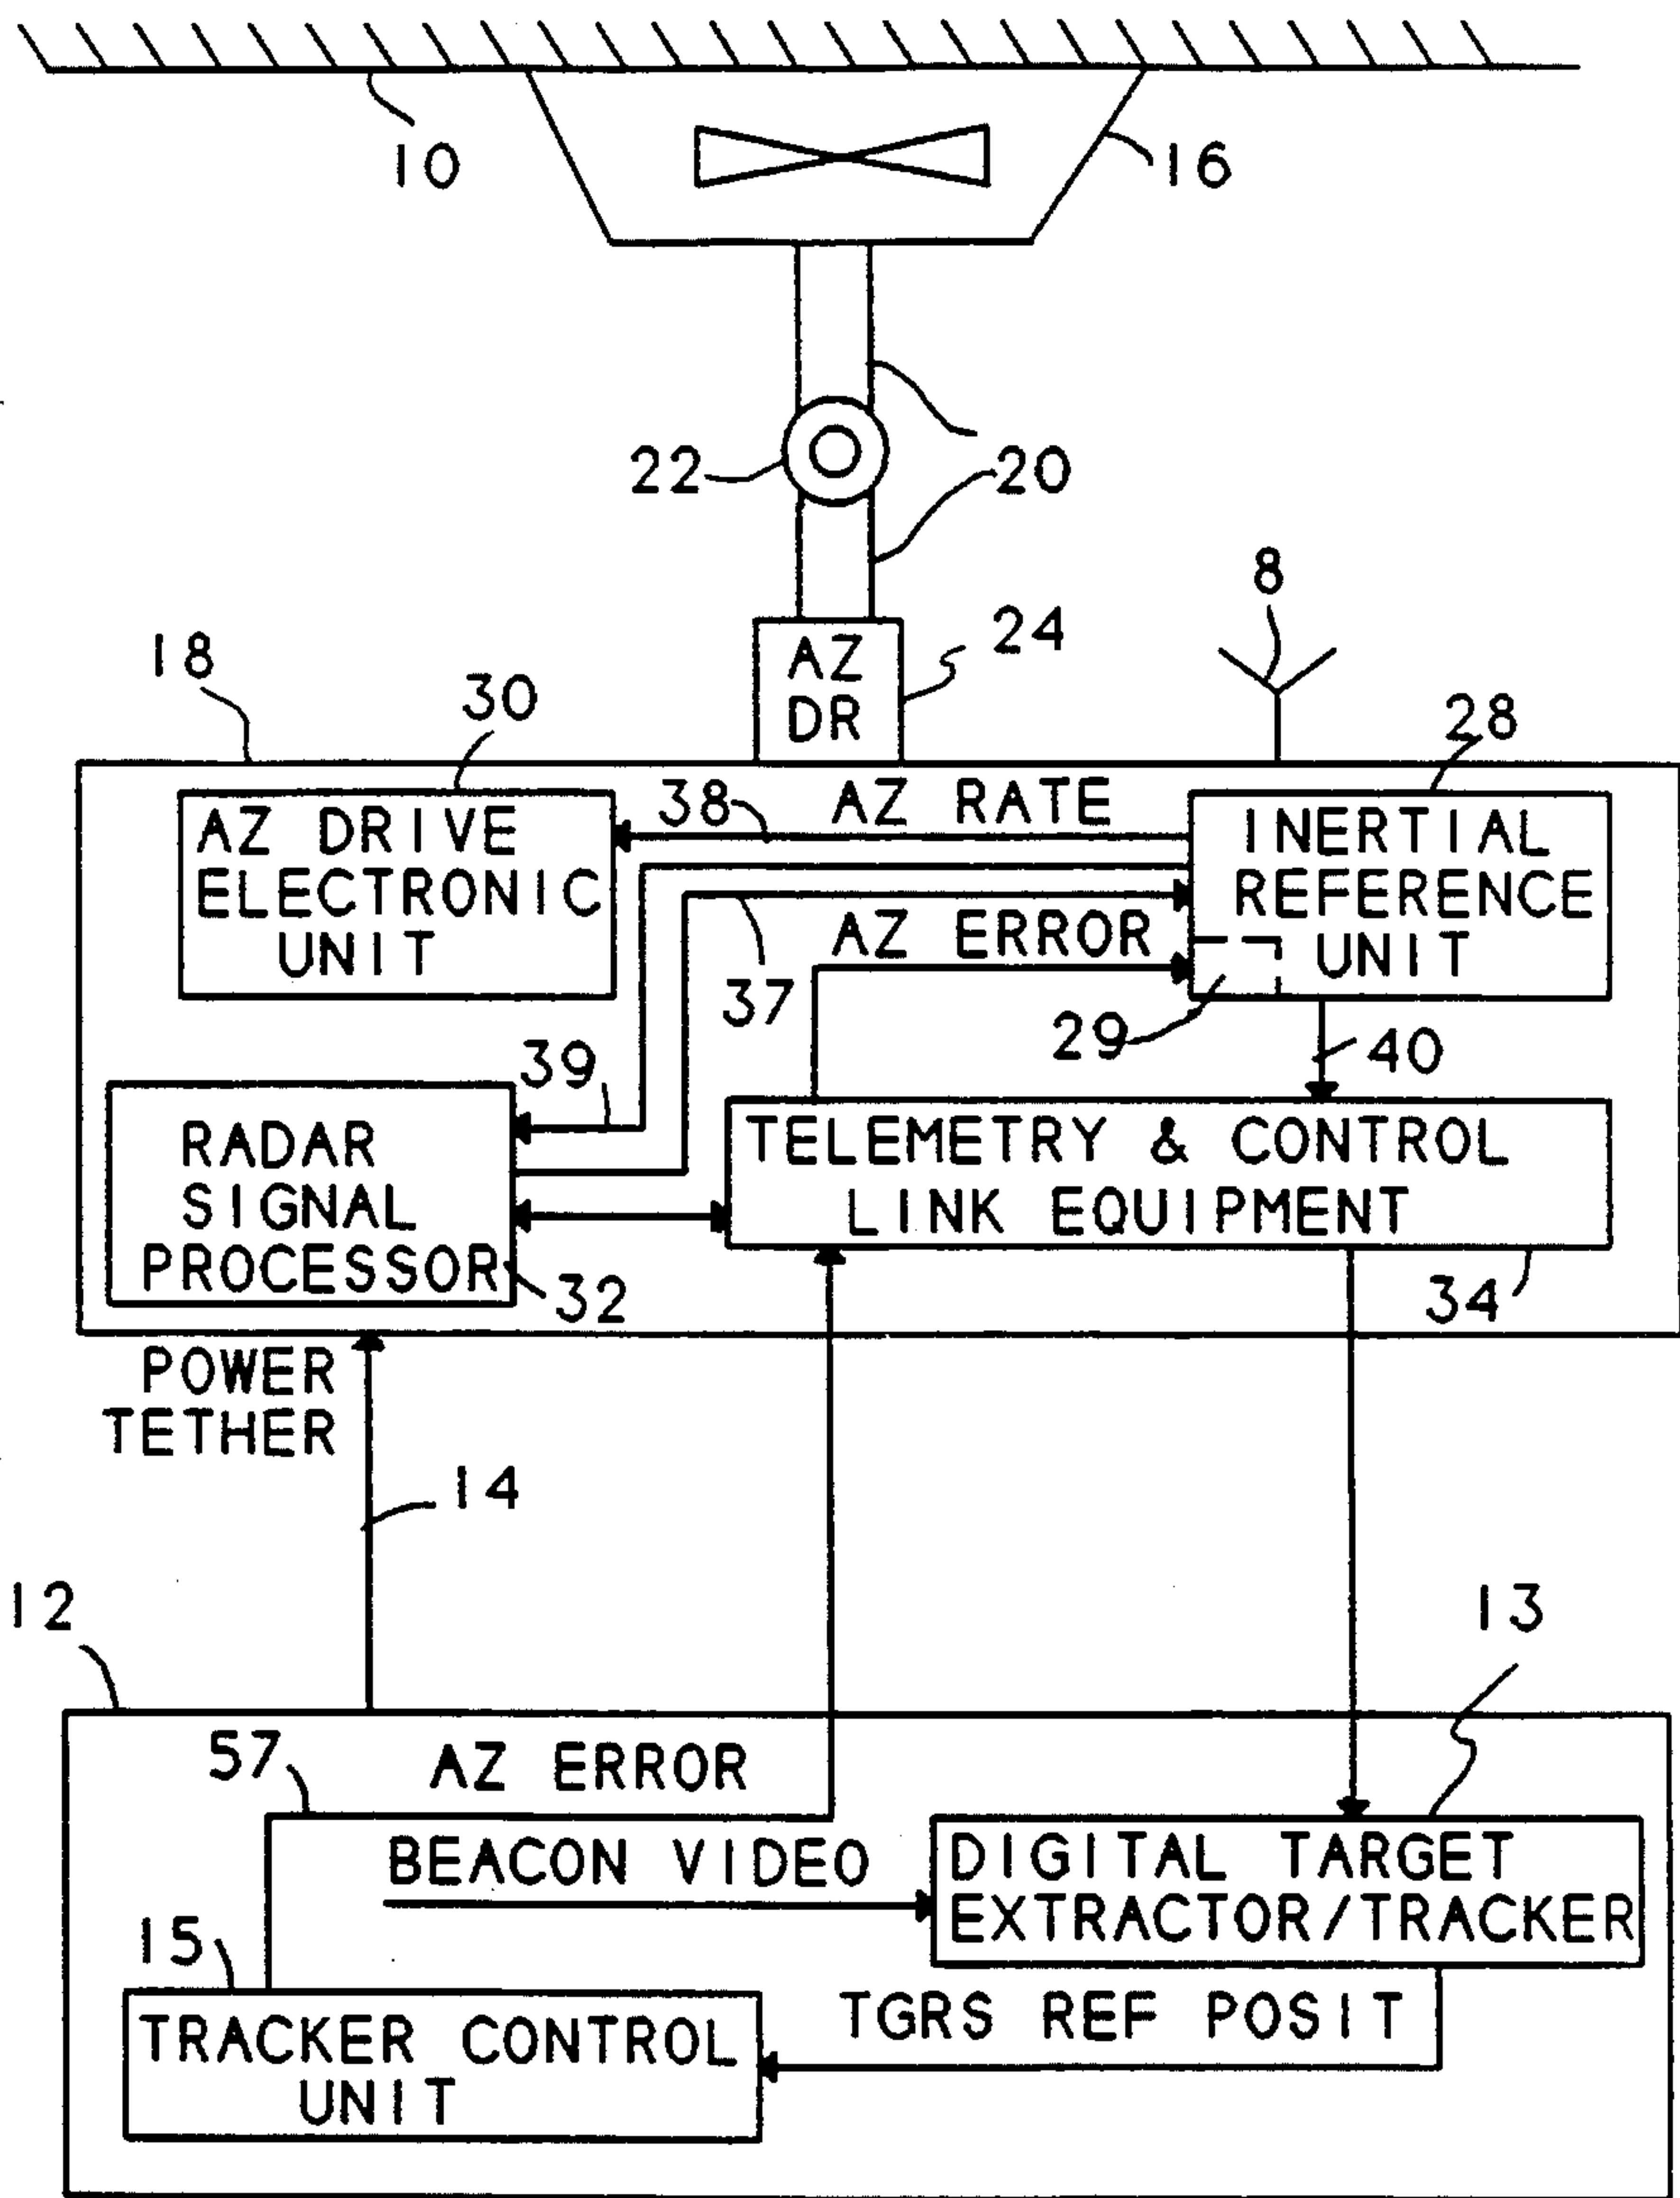 10
16
22
20
8
24
AZ
DR
18
30
28
38
AZ RATE
AZ DRIVE
ELECTRONIC
UNIT
INERTIAL
REFERENCE
UNIT
AZ ERROR
37
29
40
39
RADAR
SIGNAL
PROCESSOR
TELEMETRY & CONTROL
LINK EQUIPMENT
32
34
POWER
TETHER
14
12
13
57
AZ ERROR
BEACON VIDEO
DIGITAL TARGET
EXTRACTOR/TRACKER
15
TGRS REF POSIT
TRACKER CONTROL
UNIT